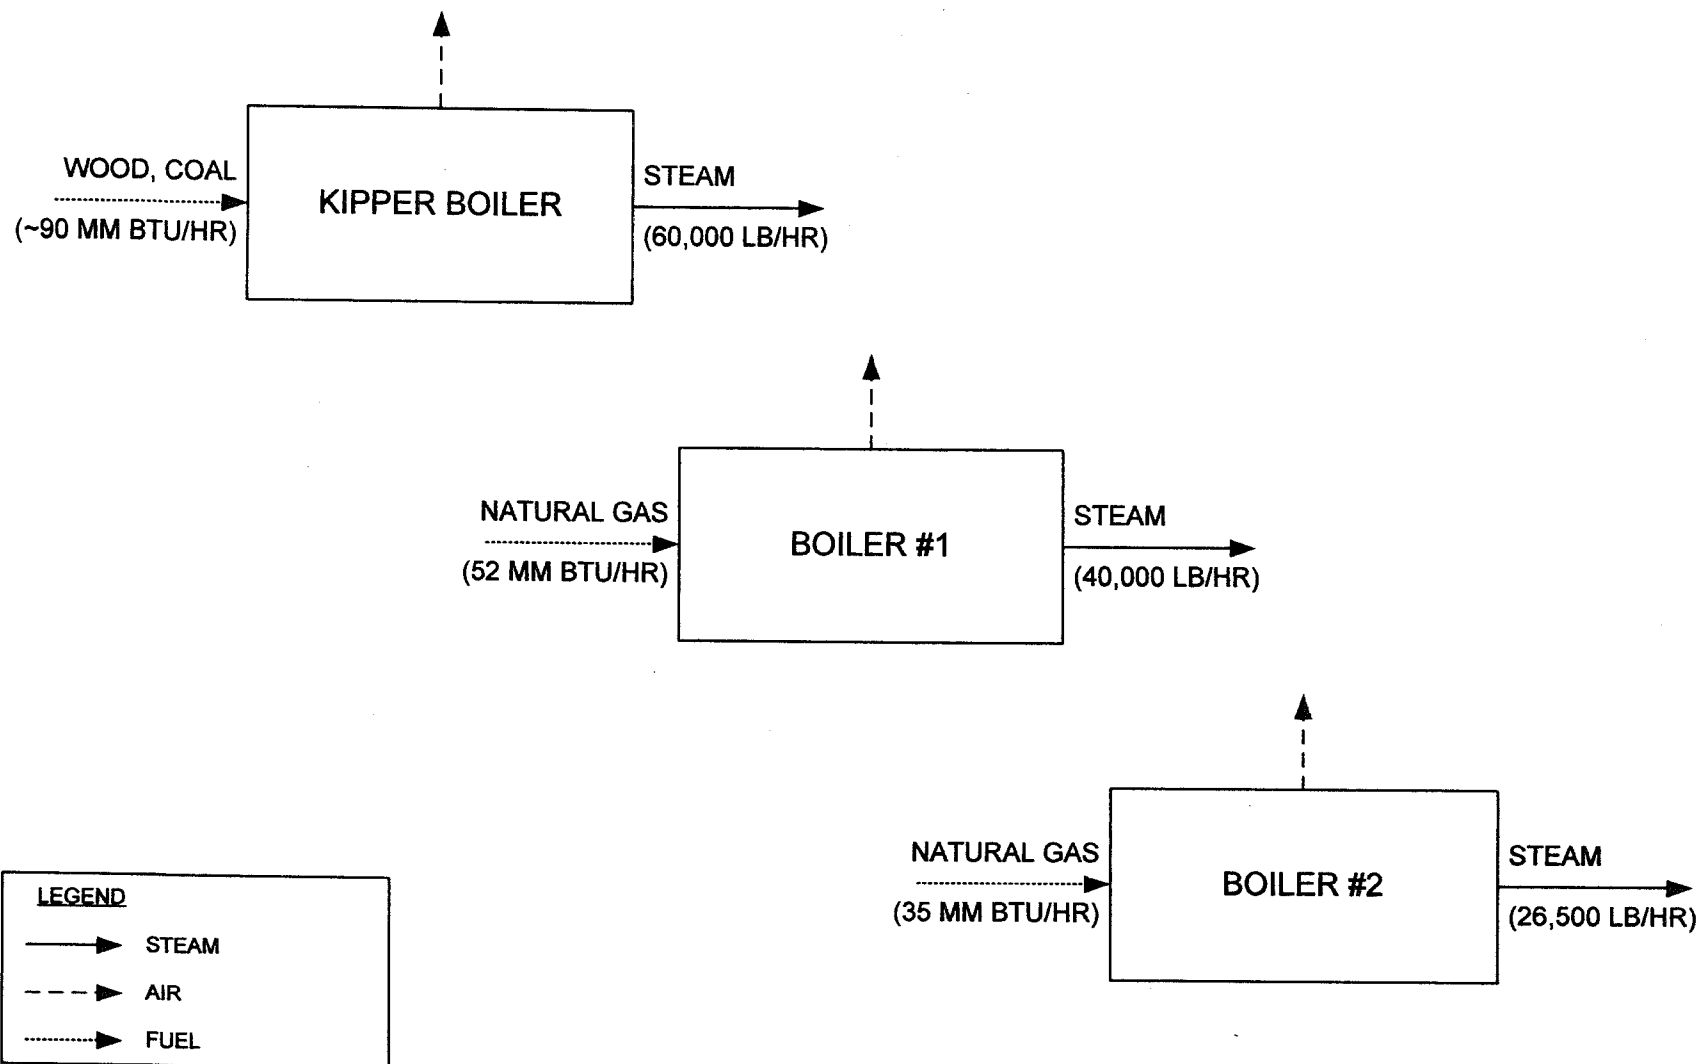 WOOD, COAL
(~90 MM BTU/HR)
KIPPER BOILER
STEAM
(60,000 LB/HR)
NATURAL GAS
(52 MM BTU/HR)
BOILER #1
STEAM
(40,000 LB/HR)
NATURAL GAS
(35 MM BTU/HR)
BOILER #2
STEAM
(26,500 LB/HR)
LEGEND
STEAM
AIR
FUEL